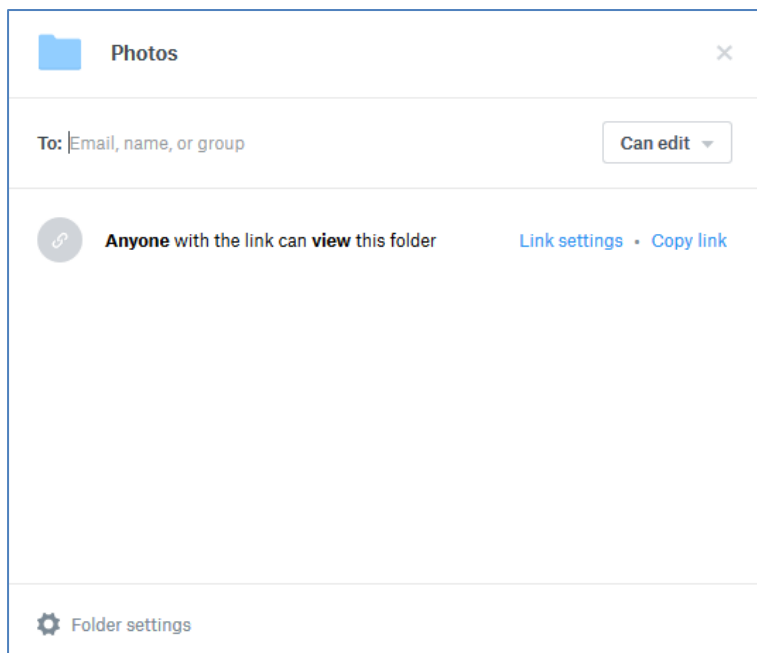 Photos
To: Email, name, or group
Can edit
Anyone with the link can view this folder
Link settings • Copy link
Folder settings